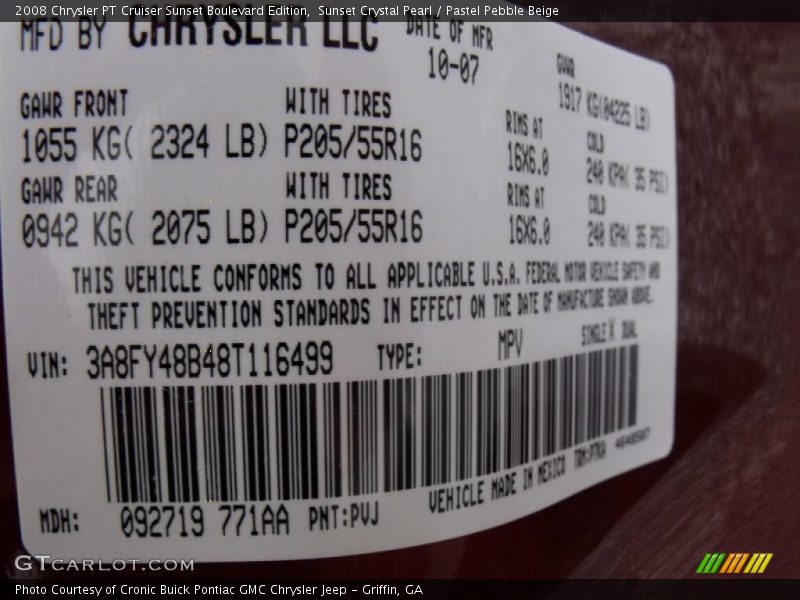 2008 Chrysler PT Cruiser Sunset Boulevard Edition,  Sunset Crystal Pearl / Pastel Pebble Beige
MFD BY CHRYSLER LLC DATE OF MFR
10-07 GVWR
1917 KG(04225 LB)
GAWR FRONT WITH TIRES RIMS AT COLD
1055 KG( 2324 LB) P205/55R16 16X6.0 240 KPA( 35 PSI)
GAWR REAR WITH TIRES RIMS AT COLD
0942 KG( 2075 LB) P205/55R16 16X6.0 240 KPA( 35 PSI)
THIS VEHICLE CONFORMS TO ALL APPLICABLE U.S.A. FEDERAL MOTOR VEHICLE SAFETY AND
THEFT PREVENTION STANDARDS IN EFFECT ON THE DATE OF MANUFACTURE SHOWN ABOVE.
VIN: 3A8FY48B48T116499 TYPE: MPV SINGLE X DUAL
MDH: 092719 771AA PNT:PVJ VEHICLE MADE IN MEXICO
GTCARLOT.COM
Photo Courtesy of Cronic Buick Pontiac GMC Chrysler Jeep - Griffin, GA